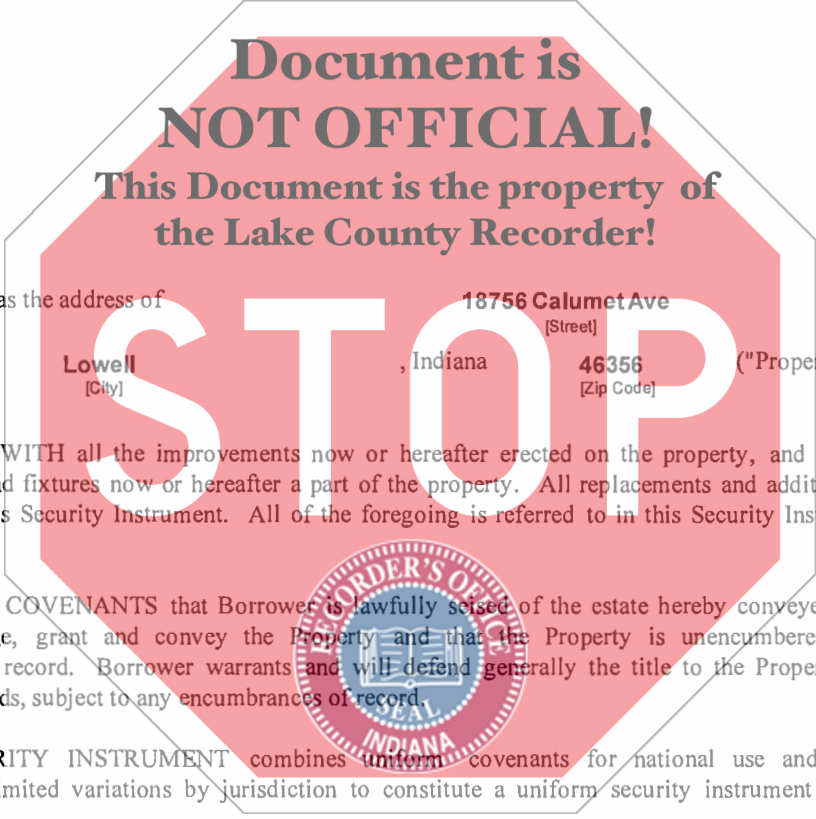 Document is
NOT OFFICIAL!
This Document is the property of
the Lake County Recorder!
as the address of 18756 Calumet Ave
[Street]
Lowell , Indiana 46356 ("Proper
[City] [Zip Code]
STOP
WITH all the improvements now or hereafter erected on the property, and
d fixtures now or hereafter a part of the property. All replacements and addit
s Security Instrument. All of the foregoing is referred to in this Security Ins
COVENANTS that Borrower is lawfully seised of the estate hereby conveye
e, grant and convey the Property and that the Property is unencumbere
record. Borrower warrants and will defend generally the title to the Prope
ds, subject to any encumbrances of record.
RECORDER'S OFFICE
SEAL
INDIANA
RITY INSTRUMENT combines uniform covenants for national use and
mited variations by jurisdiction to constitute a uniform security instrument